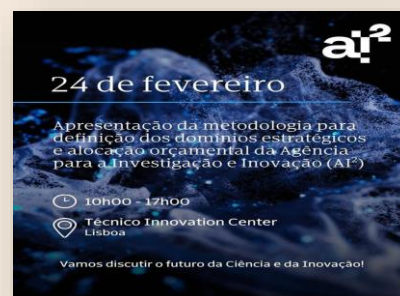 ai²
24 de fevereiro
Apresentação da metodologia para
definição dos domínios estratégicos
e alocação orçamental da Agência
para a Investigação e Inovação (AI²)
10h00 - 17h00
Técnico Innovation Center
Lisboa
Vamos discutir o futuro da Ciência e da Inovação!